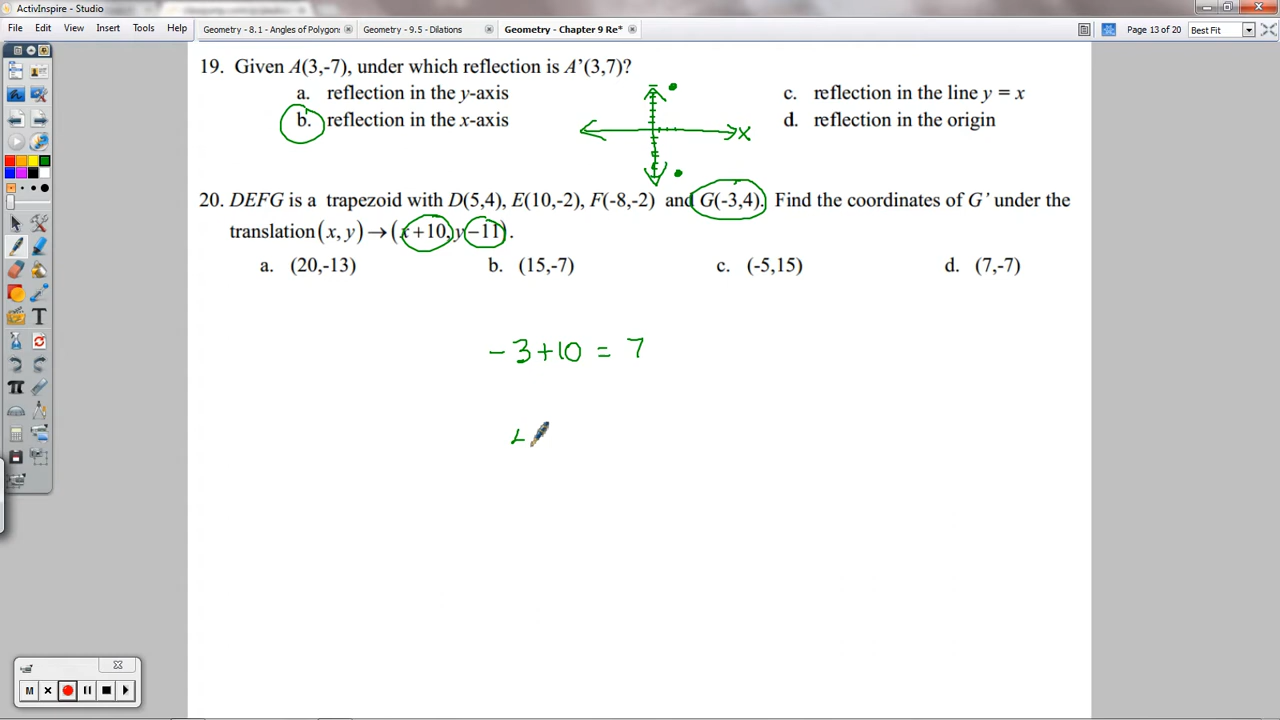 ActivInspire - Studio
File Edit View Insert Tools Help
Geometry - 8.1 - Angles of Polygon:
Geometry - 9.5 - Dilations
Geometry - Chapter 9 Re*
Page 13 of 20
Best Fit
19. Given A(3,-7), under which reflection is A’(3,7)?
a. reflection in the y-axis
c. reflection in the line y = x
b. reflection in the x-axis
d. reflection in the origin
x
20. DEFG is a trapezoid with D(5,4), E(10,-2), F(-8,-2) and G(-3,4). Find the coordinates of G’ under the
translation (x, y) → (x+10, y−11).
a. (20,-13) b. (15,-7) c. (-5,15) d. (7,-7)
-3+10 = 7
M